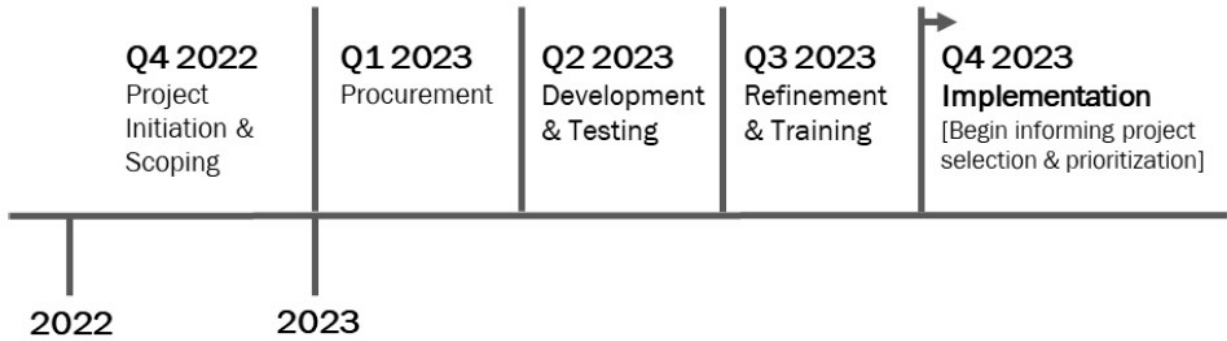 Q4 2022
Project
Initiation &
Scoping
Q1 2023
Procurement
Q2 2023
Development
& Testing
Q3 2023
Refinement
& Training
Q4 2023
Implementation
[Begin informing project
selection & prioritization]
2022
2023